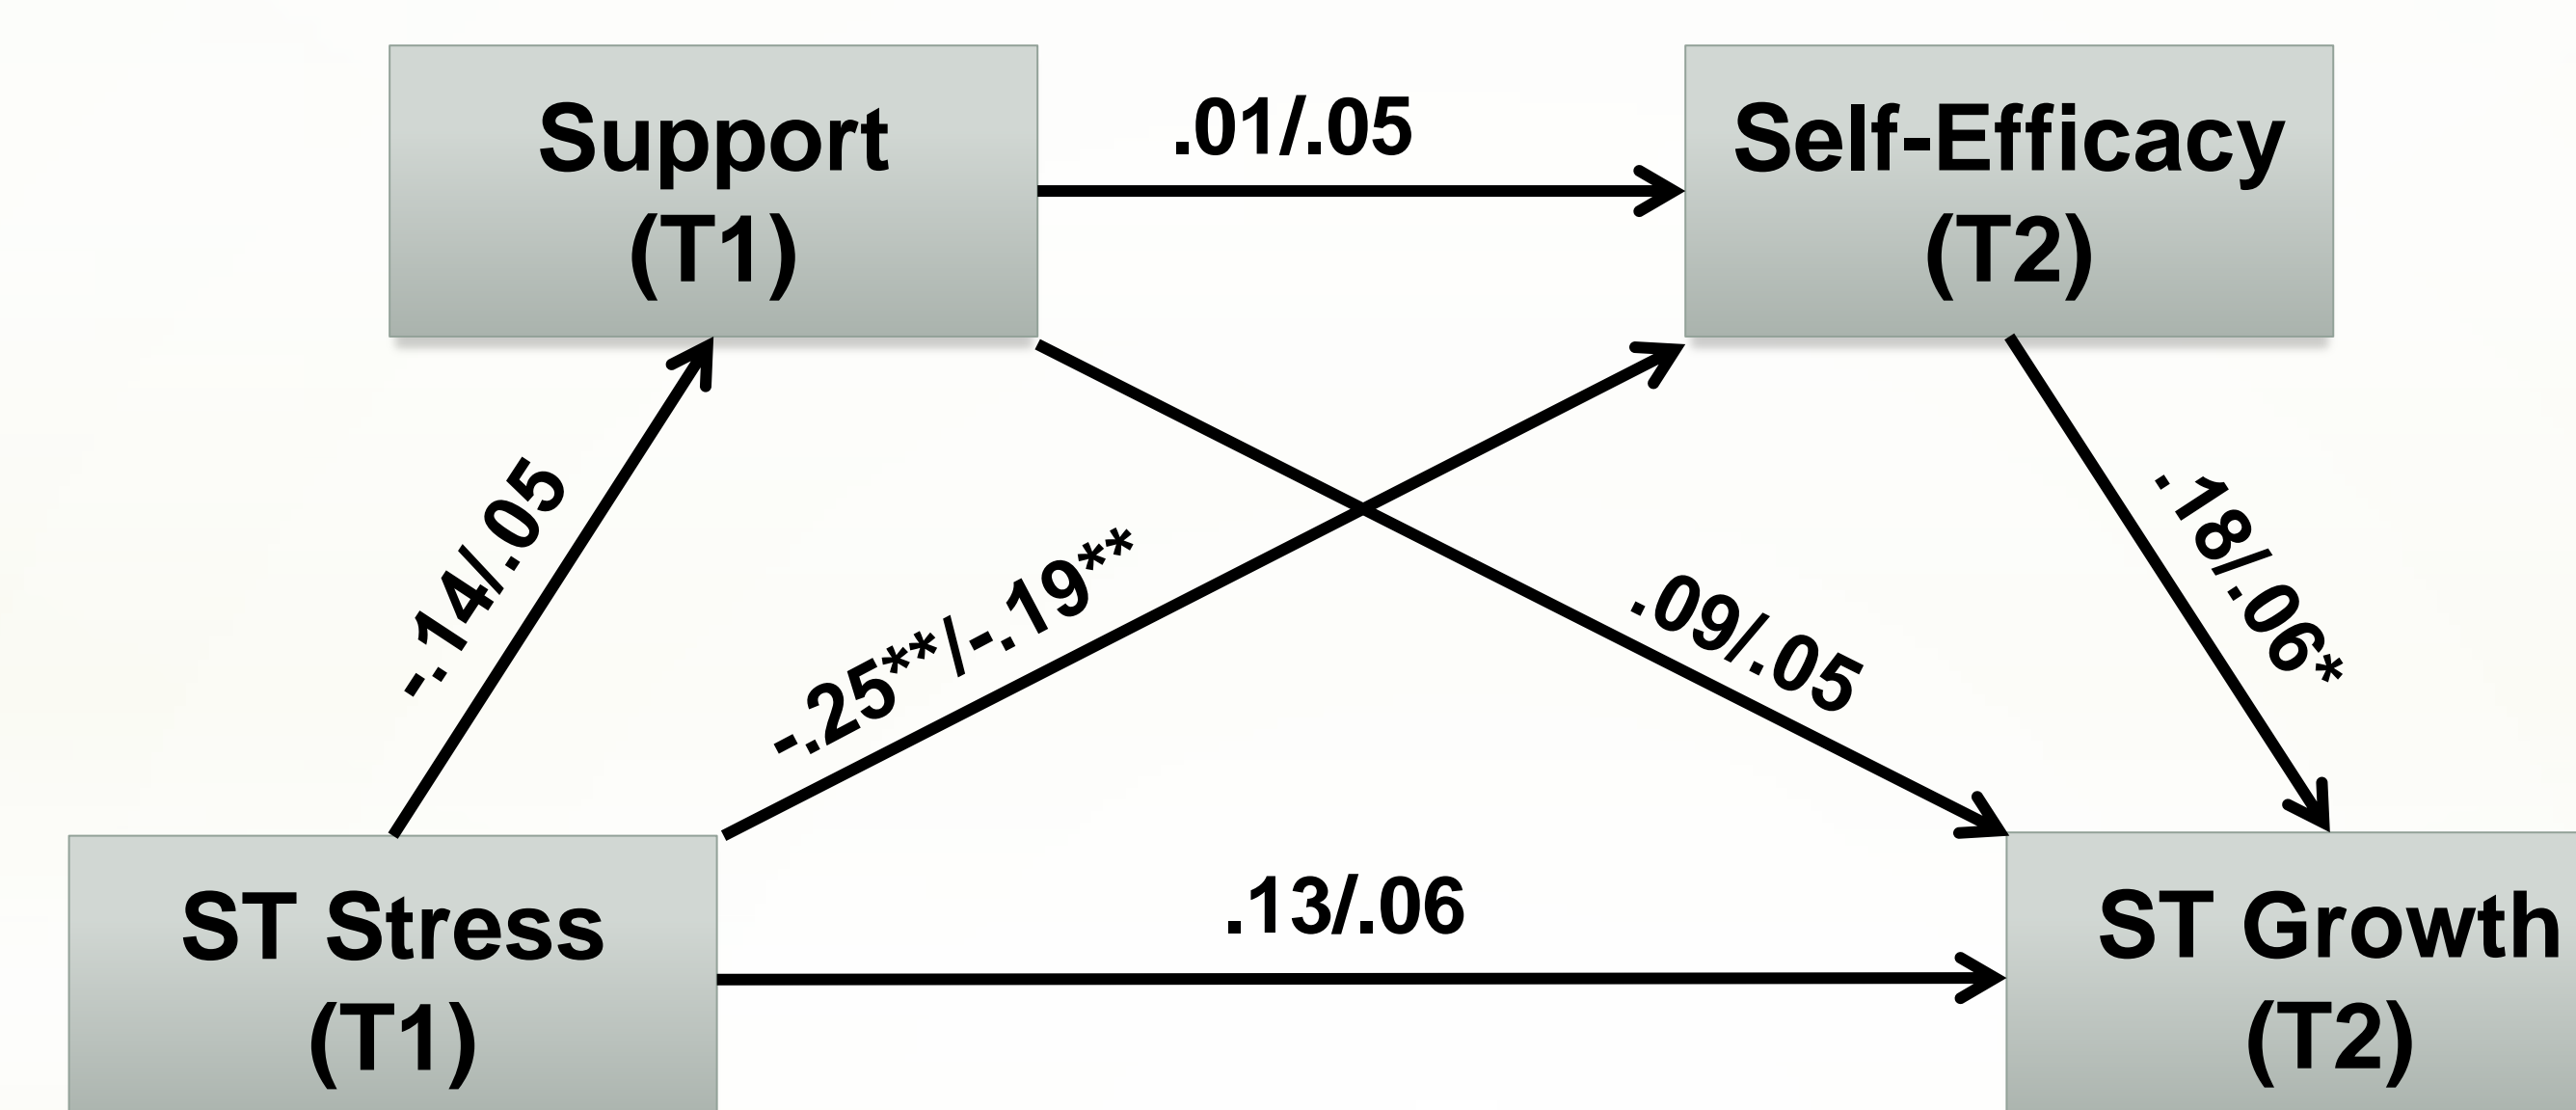 Support
(T1)
.01/.05
Self-Efficacy
(T2)
-.14/.05
-.25**/-.19**
.09/.05
.18/.06*
ST Stress
(T1)
.13/.06
ST Growth
(T2)